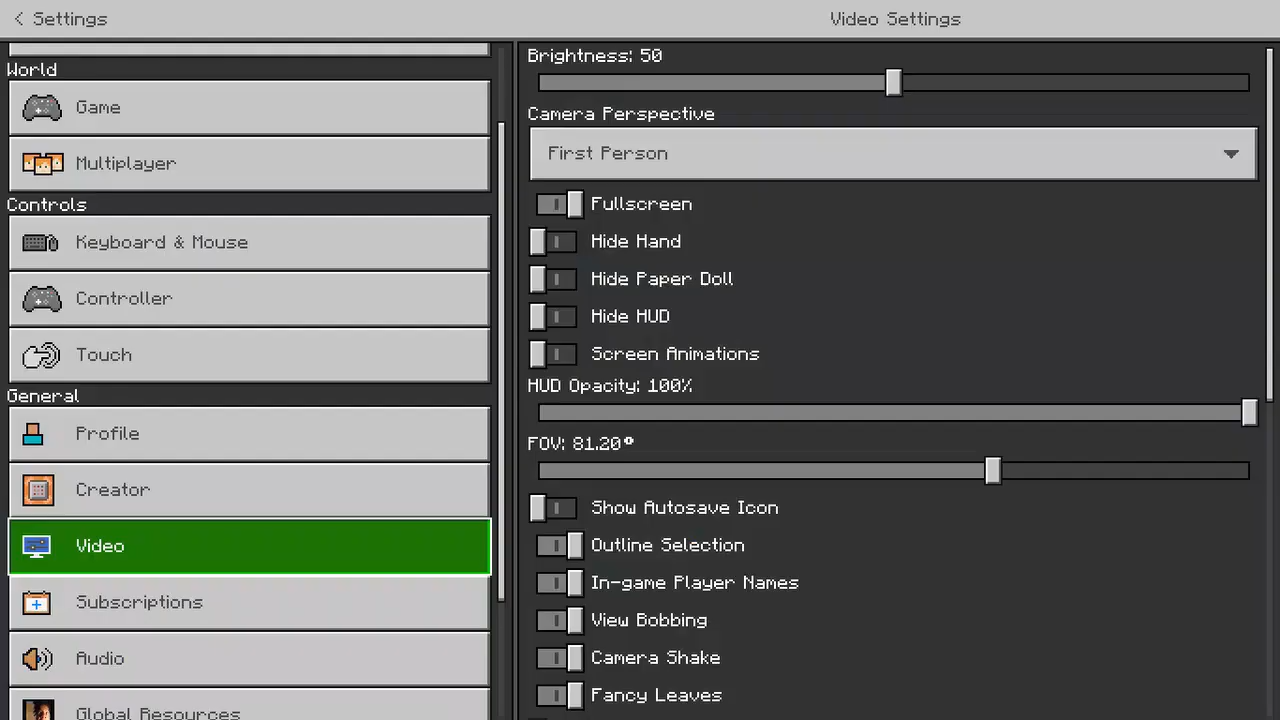 Settings
Video Settings
World
Game
Multiplayer
Controls
Keyboard & Mouse
Controller
Touch
General
Profile
Creator
Video
Subscriptions
Audio
Global Resources
Brightness: 50
Camera Perspective
First Person
Fullscreen
Hide Hand
Hide Paper Doll
Hide HUD
Screen Animations
HUD Opacity: 100%
FOV: 81.20°
Show Autosave Icon
Outline Selection
In-game Player Names
View Bobbing
Camera Shake
Fancy Leaves